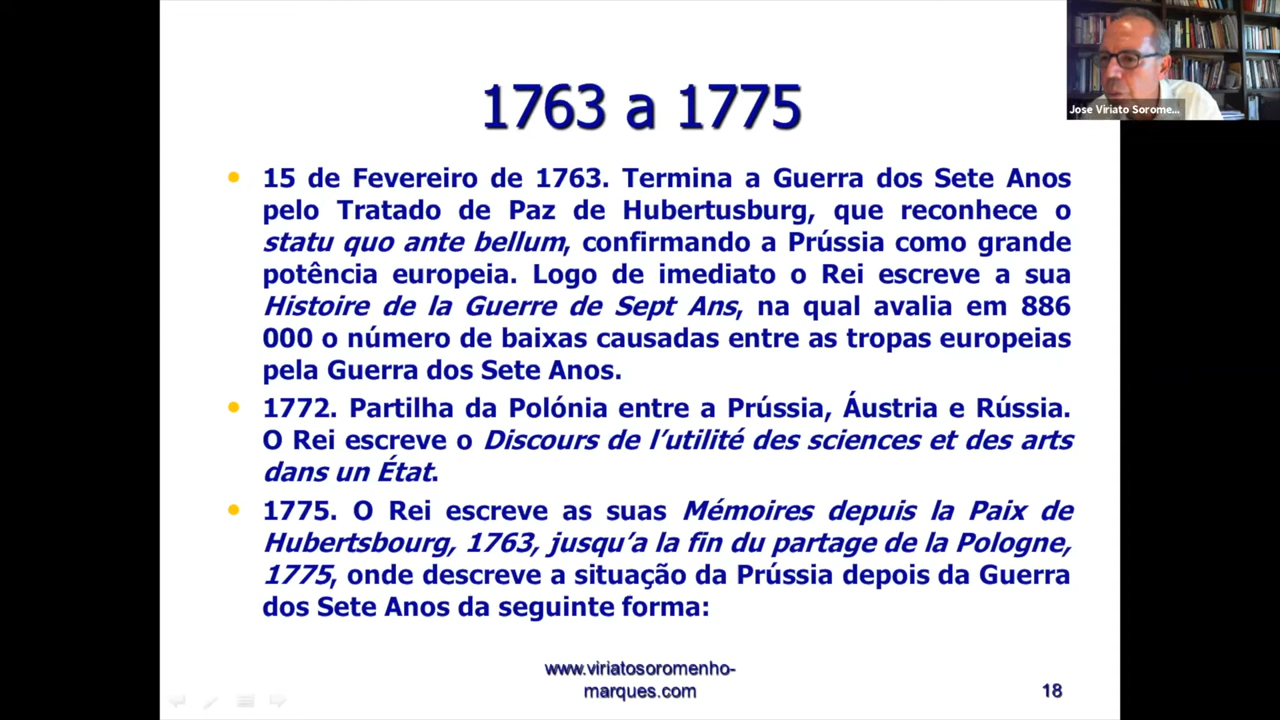 1763 a 1775
Jose Viriato Sorome...
15 de Fevereiro de 1763. Termina a Guerra dos Sete Anos
pelo Tratado de Paz de Hubertusburg, que reconhece o
statu quo ante bellum, confirmando a Prússia como grande
potência europeia. Logo de imediato o Rei escreve a sua
Histoire de la Guerre de Sept Ans, na qual avalia em 886
000 o número de baixas causadas entre as tropas europeias
pela Guerra dos Sete Anos.
1772. Partilha da Polónia entre a Prússia, Áustria e Rússia.
O Rei escreve o Discours de l’utilité des sciences et des arts
dans un État.
1775. O Rei escreve as suas Mémoires depuis la Paix de
Hubertsbourg, 1763, jusqu’a la fin du partage de la Pologne,
1775, onde descreve a situação da Prússia depois da Guerra
dos Sete Anos da seguinte forma:
www.viriatosoromenho-
marques.com
18